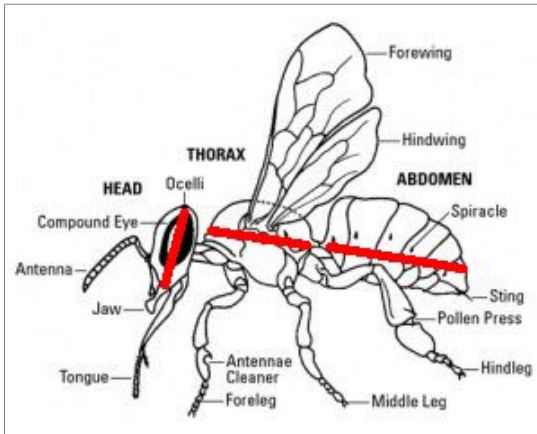 Forewing
Hindwing
THORAX
HEAD
Ocelli
ABDOMEN
Compound Eye
Spiracle
Antenna
Jaw
Sting
Pollen Press
Tongue
Antennae
Cleaner
Foreleg
Middle Leg
Hindleg